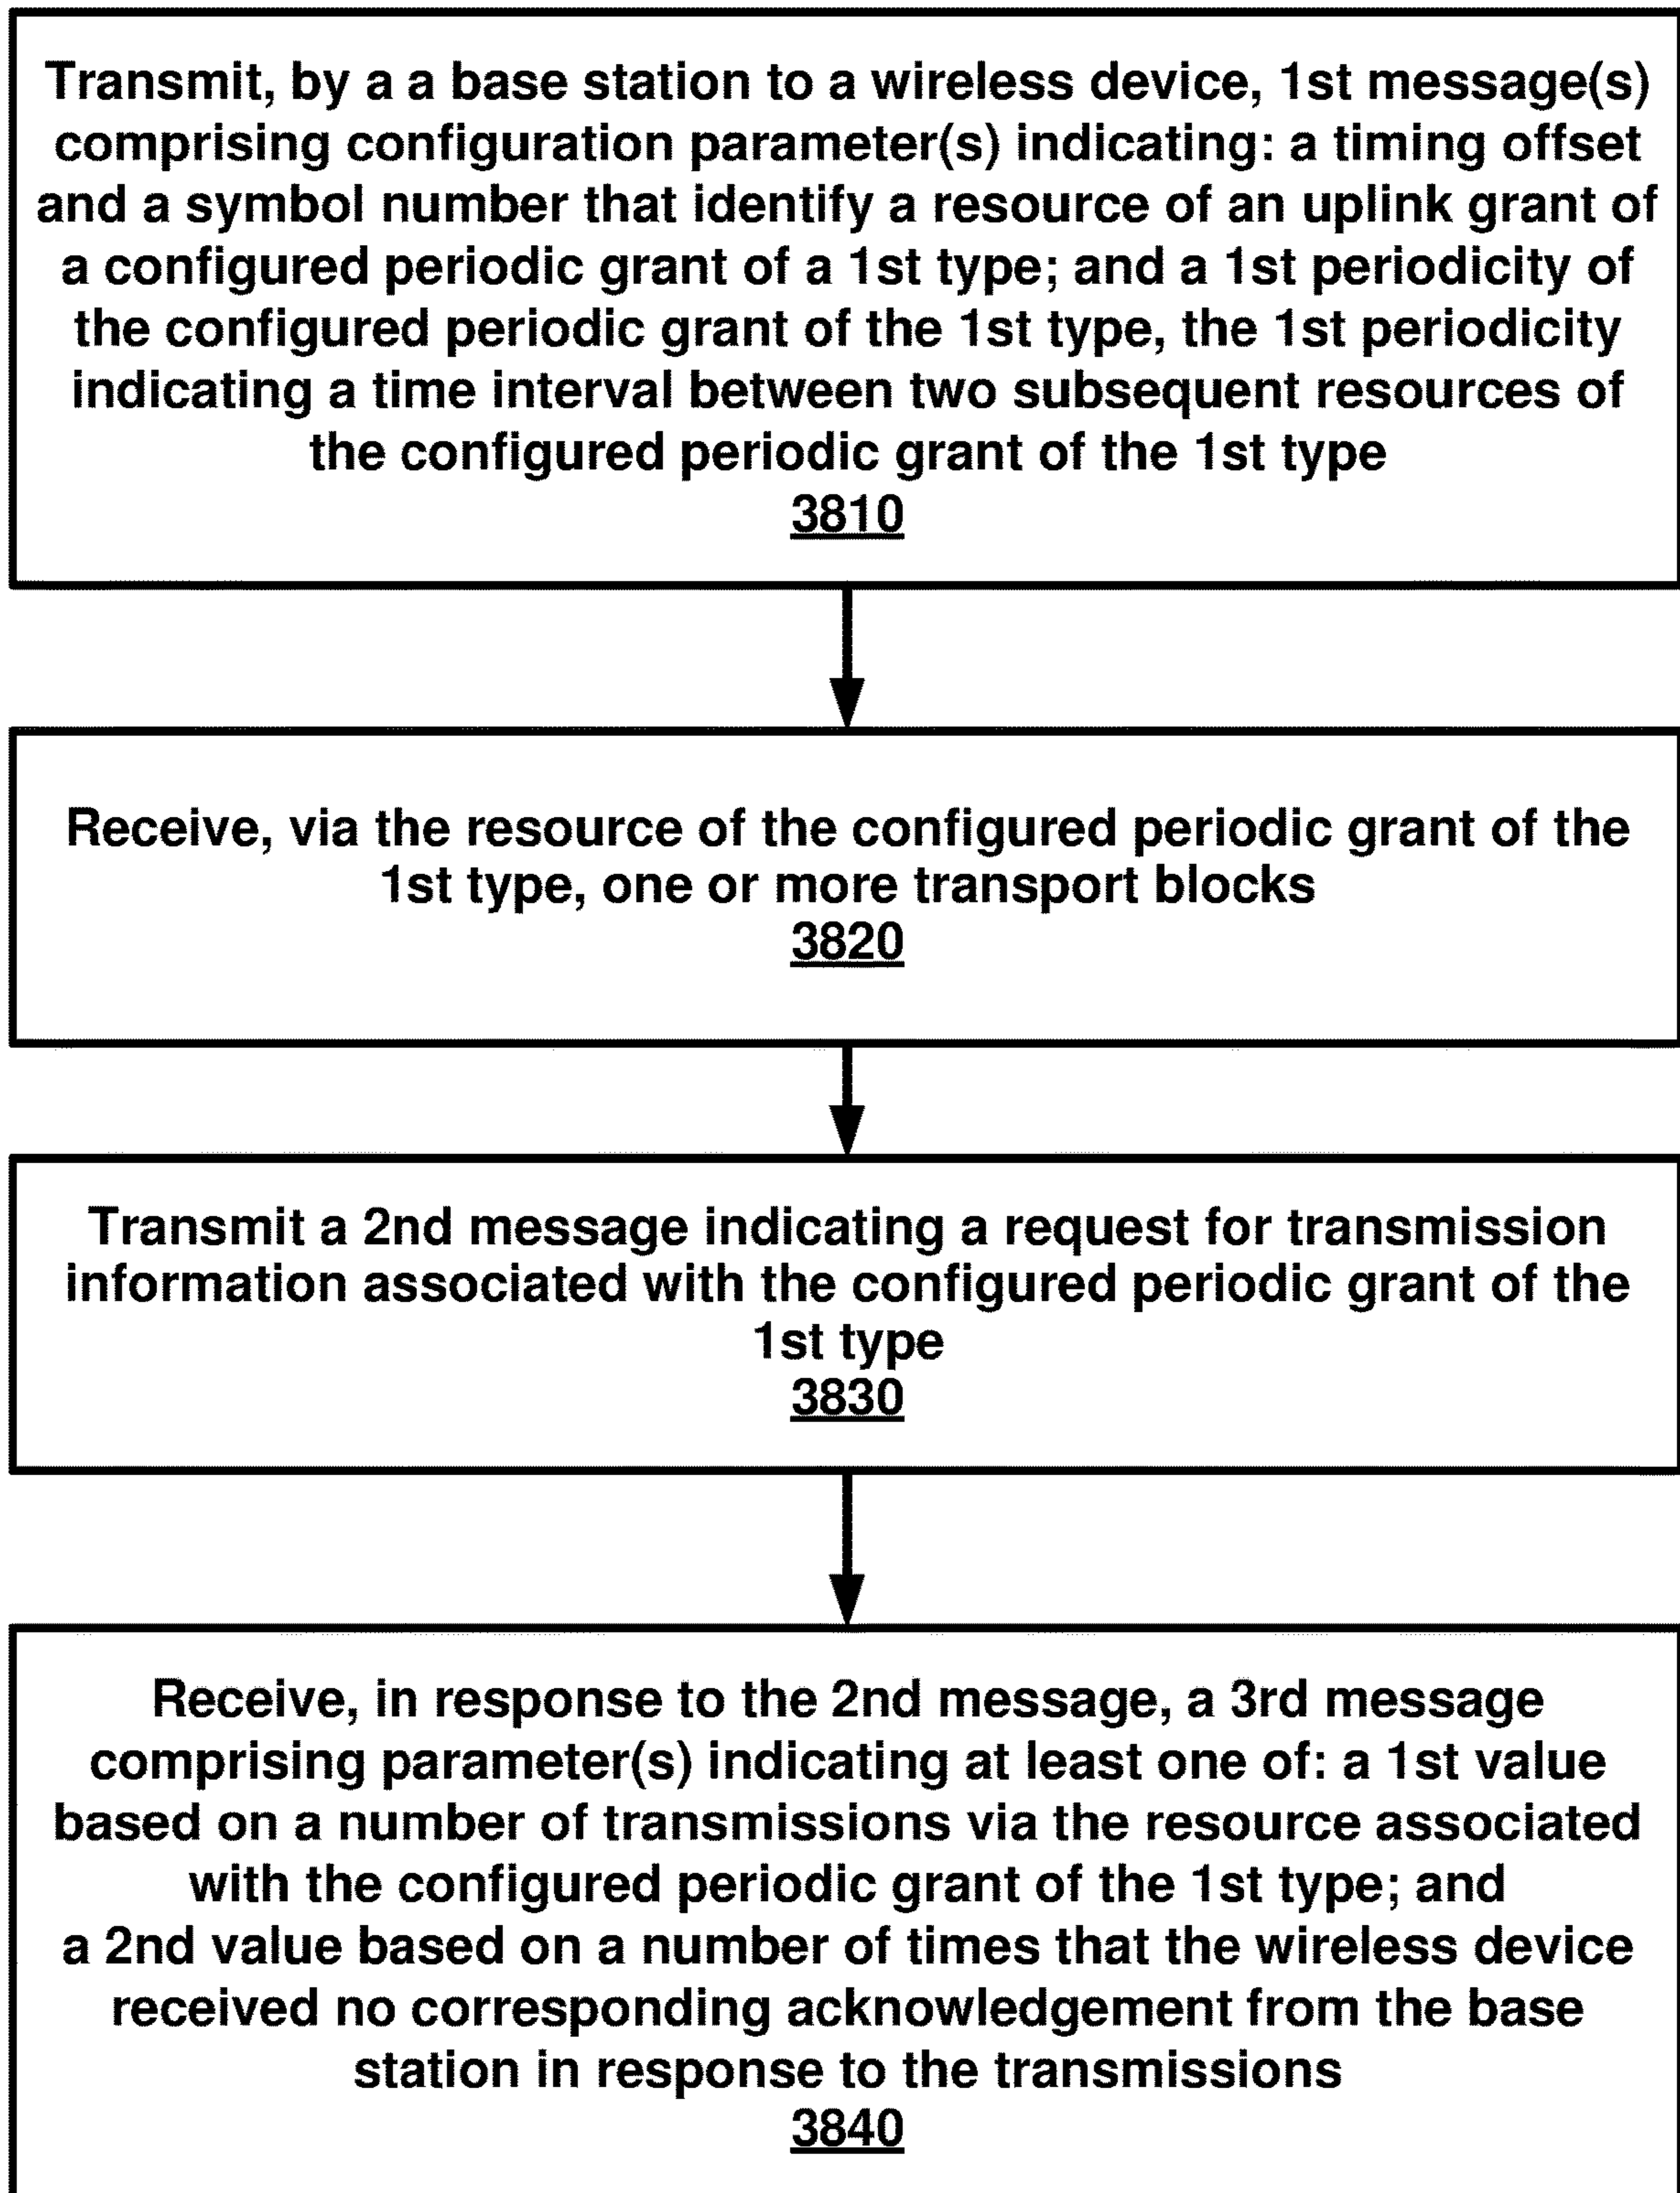 Transmit, by a a base station to a wireless device, 1st message(s)
comprising configuration parameter(s) indicating: a timing offset
and a symbol number that identify a resource of an uplink grant of
a configured periodic grant of a 1st type; and a 1st periodicity of
the configured periodic grant of the 1st type, the 1st periodicity
indicating a time interval between two subsequent resources of
the configured periodic grant of the 1st type
3810
Receive, via the resource of the configured periodic grant of the
1st type, one or more transport blocks
3820
Transmit a 2nd message indicating a request for transmission
information associated with the configured periodic grant of the
1st type
3830
Receive, in response to the 2nd message, a 3rd message
comprising parameter(s) indicating at least one of: a 1st value
based on a number of transmissions via the resource associated
with the configured periodic grant of the 1st type; and
a 2nd value based on a number of times that the wireless device
received no corresponding acknowledgement from the base
station in response to the transmissions
3840